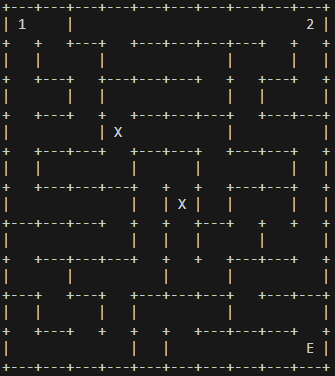 +---+---+---+---+---+---+---+---+---+---+
| 1     |                             2 |
+   +   +---+   +---+---+---+---+   +   +
|   |       |               |       |   |
+   +---+   +---+---+---+   +---+---+   +
|       |   |               |   |       |
+   +---+   +---+---+---+---+   +---+---+
|           | X             |           |
+   +---+---+   +---+---+   +---+---+   +
|   |           |       |           |   |
+   +---+---+---+   +   +---+---+   +   +
|               |   | X |   |       |   |
+---+---+---+   +   +   +---+   +   +   +
|               |   |   |       |       |
+   +---+---+---+   +   +---+---+   +   +
|       |           |       |           |
+---+   +---+   +---+---+---+   +---+---+
|   |       |   |           |           |
+   +---+   +   +   +   +---+---+---+   +
|               |   |                 E |
+---+---+---+---+---+---+---+---+---+---+